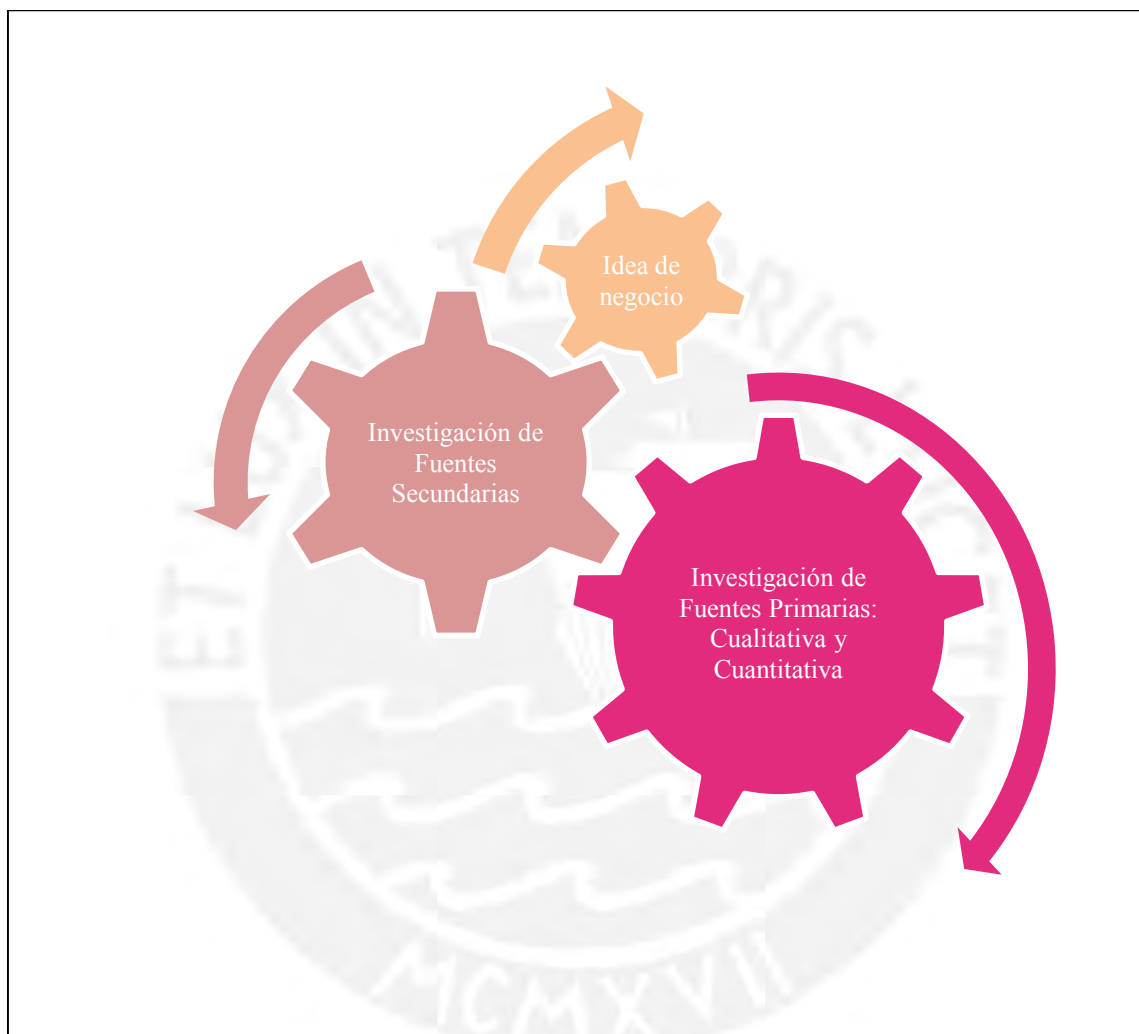 Idea de
negocio
Investigación de
Fuentes
Secundarias
Investigación de
Fuentes Primarias:
Cualitativa y
Cuantitativa
MCMXVII